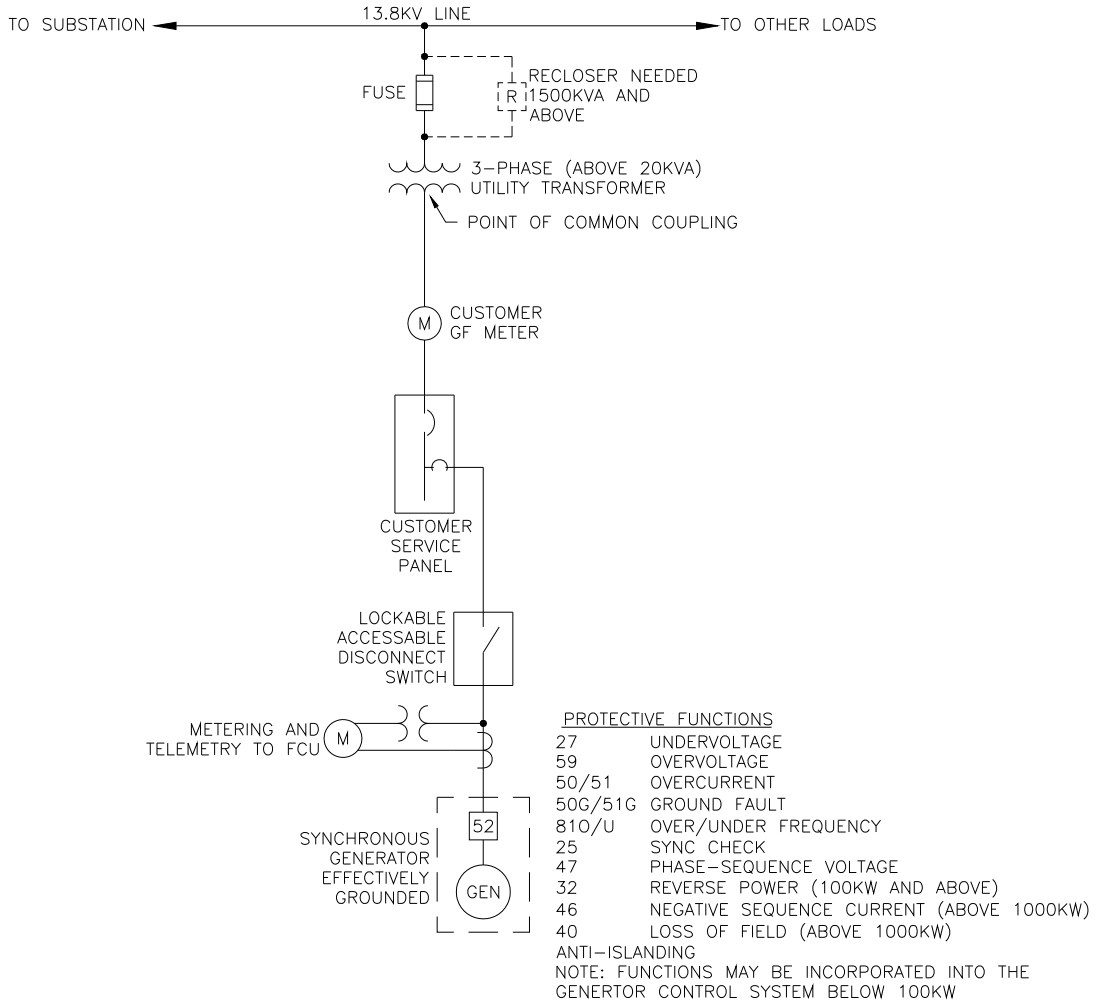 13.8KV LINE
TO SUBSTATION
TO OTHER LOADS
FUSE
R
RECLOSER NEEDED
1500KVA AND
ABOVE
3-PHASE (ABOVE 20KVA)
UTILITY TRANSFORMER
POINT OF COMMON COUPLING
M
CUSTOMER
GF METER
CUSTOMER
SERVICE
PANEL
LOCKABLE
ACCESSABLE
DISCONNECT
SWITCH
METERING AND
TELEMETRY TO FCU
M
SYNCHRONOUS
GENERATOR
EFFECTIVELY
GROUNDED
52
GEN
PROTECTIVE FUNCTIONS
27 UNDERVOLTAGE
59 OVERVOLTAGE
50/51 OVERCURRENT
50G/51G GROUND FAULT
81O/U OVER/UNDER FREQUENCY
25 SYNC CHECK
47 PHASE-SEQUENCE VOLTAGE
32 REVERSE POWER (100KW AND ABOVE)
46 NEGATIVE SEQUENCE CURRENT (ABOVE 1000KW)
40 LOSS OF FIELD (ABOVE 1000KW)
ANTI-ISLANDING
NOTE: FUNCTIONS MAY BE INCORPORATED INTO THE
GENERTOR CONTROL SYSTEM BELOW 100KW